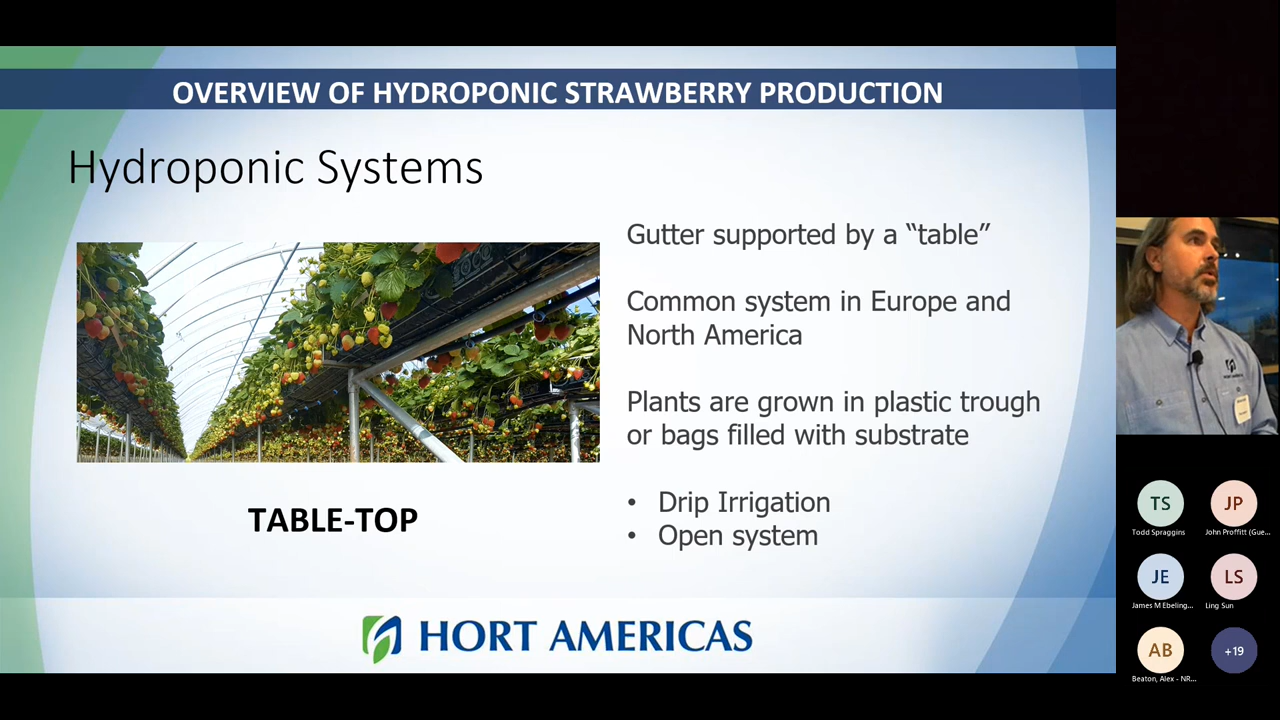 OVERVIEW OF HYDROPONIC STRAWBERRY PRODUCTION
Hydroponic Systems
Gutter supported by a “table”
Common system in Europe and
North America
Plants are grown in plastic trough
or bags filled with substrate
• Drip Irrigation
• Open system
TABLE-TOP
HORT AMERICAS
HORT AMERICAS
TS
JP
Todd Spraggins
John Proffitt (Gue...
JE
LS
James M Ebeling...
Ling Sun
AB
+19
Beaton, Alex - NR...